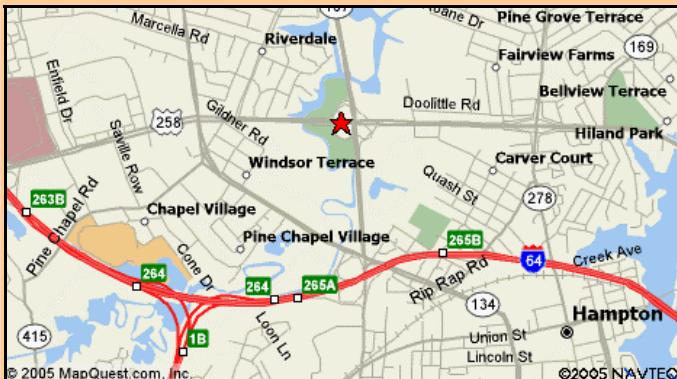 167
Roane Dr
Pine Grove Terrace
Marcella Rd
Riverdale
169
Fairview Farms
Enfield Dr
Bellview Terrace
258
Gildner Rd
Doolittle Rd
Saville Row
Hiland Park
Windsor Terrace
Carver Court
Quash St
263B
Pine Chapel Rd
278
Chapel Village
Pine Chapel Village
265B
Cone Dr
64
Creek Ave
264
264
265A
Rip Rap Rd
134
Hampton
Loon Ln
415
1B
Union St
Lincoln St
© 2005 MapQuest.com, Inc.
©2005 NAVTEQ